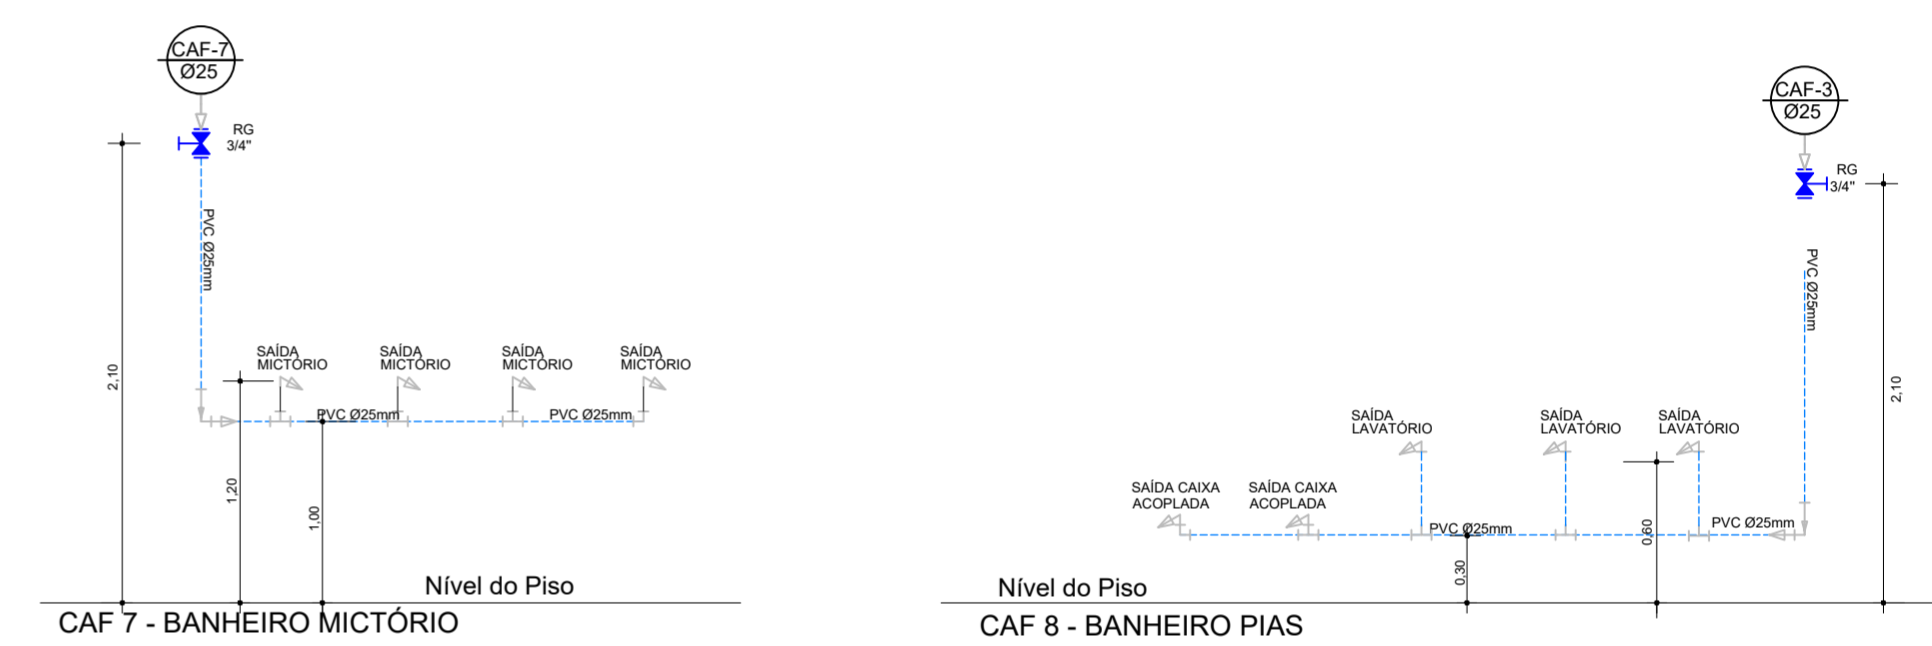 CAF-7
Ø25
RG
3/4"
PVC Ø25mm
2,10
SAÍDA
MICTÓRIO
SAÍDA
MICTÓRIO
SAÍDA
MICTÓRIO
SAÍDA
MICTÓRIO
PVC Ø25mm
PVC Ø25mm
1,20
1,00
Nível do Piso
CAF 7 - BANHEIRO MICTÓRIO
CAF-3
Ø25
RG
3/4"
PVC Ø25mm
2,10
SAÍDA
LAVATÓRIO
SAÍDA
LAVATÓRIO
SAÍDA
LAVATÓRIO
SAÍDA CAIXA
ACOPLADA
SAÍDA CAIXA
ACOPLADA
PVC Ø25mm
PVC Ø25mm
0,60
0,30
Nível do Piso
CAF 8 - BANHEIRO PIAS